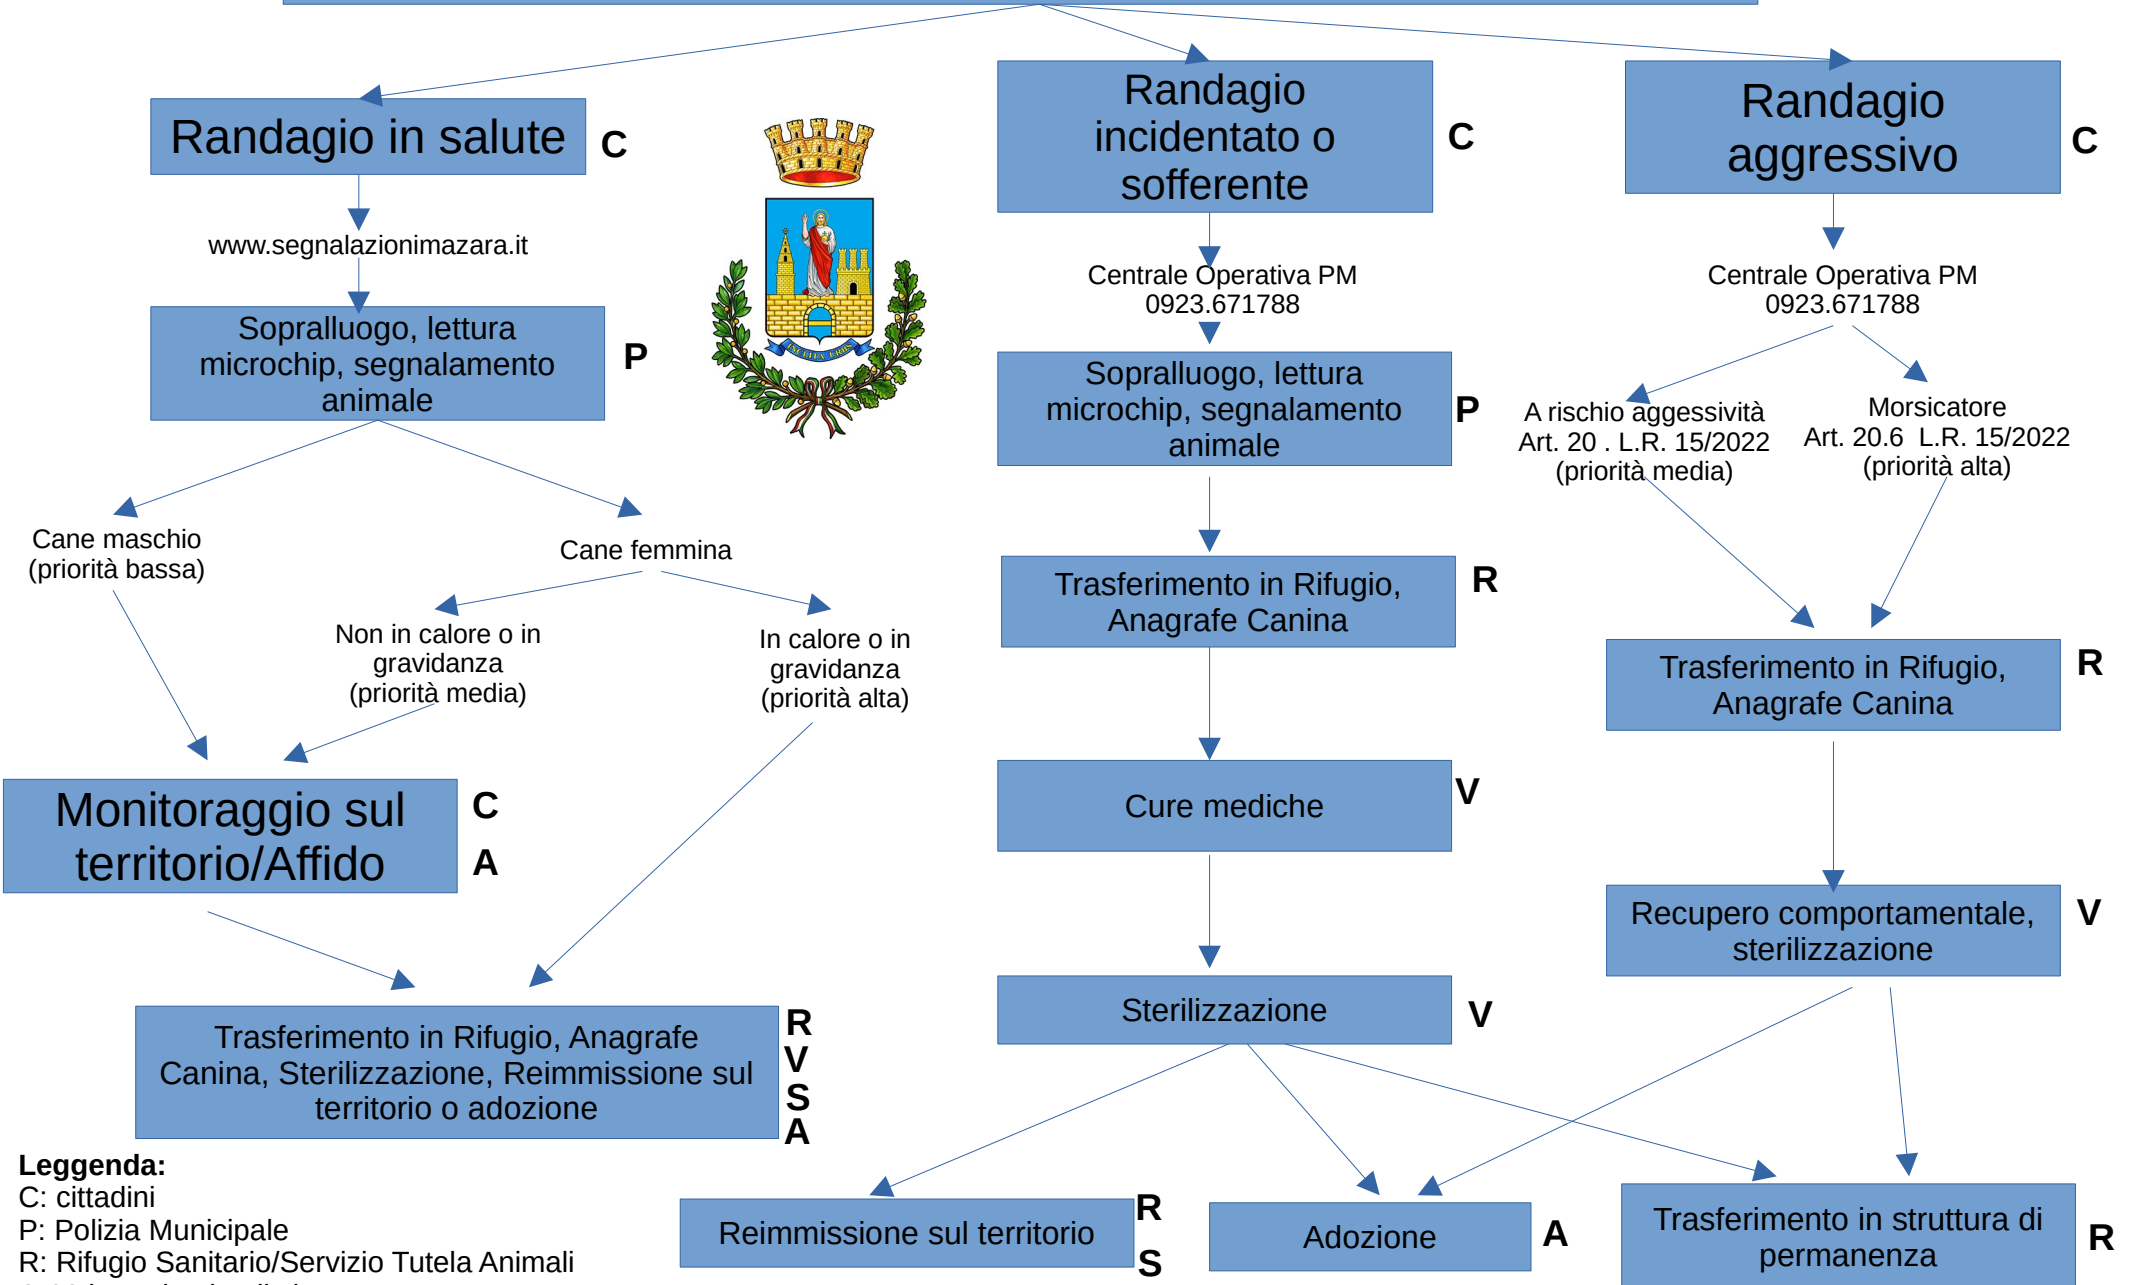 Randagio in salute
C
www.segnalazionimazara.it
Sopralluogo, lettura
microchip, segnalamento
animale
P
Cane maschio
(priorità bassa)
Cane femmina
Non in calore o in
gravidanza
(priorità media)
In calore o in
gravidanza
(priorità alta)
Monitoraggio sul
territorio/Affido
C
A
Trasferimento in Rifugio, Anagrafe
Canina, Sterilizzazione, Reimmissione sul
territorio o adozione
R
V
S
A
INCLITA URBS
Randagio
incidentato o
sofferente
C
Centrale Operativa PM
0923.671788
Sopralluogo, lettura
microchip, segnalamento
animale
P
Trasferimento in Rifugio,
Anagrafe Canina
R
Cure mediche
V
Sterilizzazione
V
Randagio
aggressivo
C
Centrale Operativa PM
0923.671788
A rischio aggessività
Art. 20 . L.R. 15/2022
(priorità media)
Morsicatore
Art. 20.6 L.R. 15/2022
(priorità alta)
Trasferimento in Rifugio,
Anagrafe Canina
R
Recupero comportamentale,
sterilizzazione
V
Reimmissione sul territorio
R
S
Adozione
A
Trasferimento in struttura di
permanenza
R
Leggenda:
C: cittadini
P: Polizia Municipale
R: Rifugio Sanitario/Servizio Tutela Animali